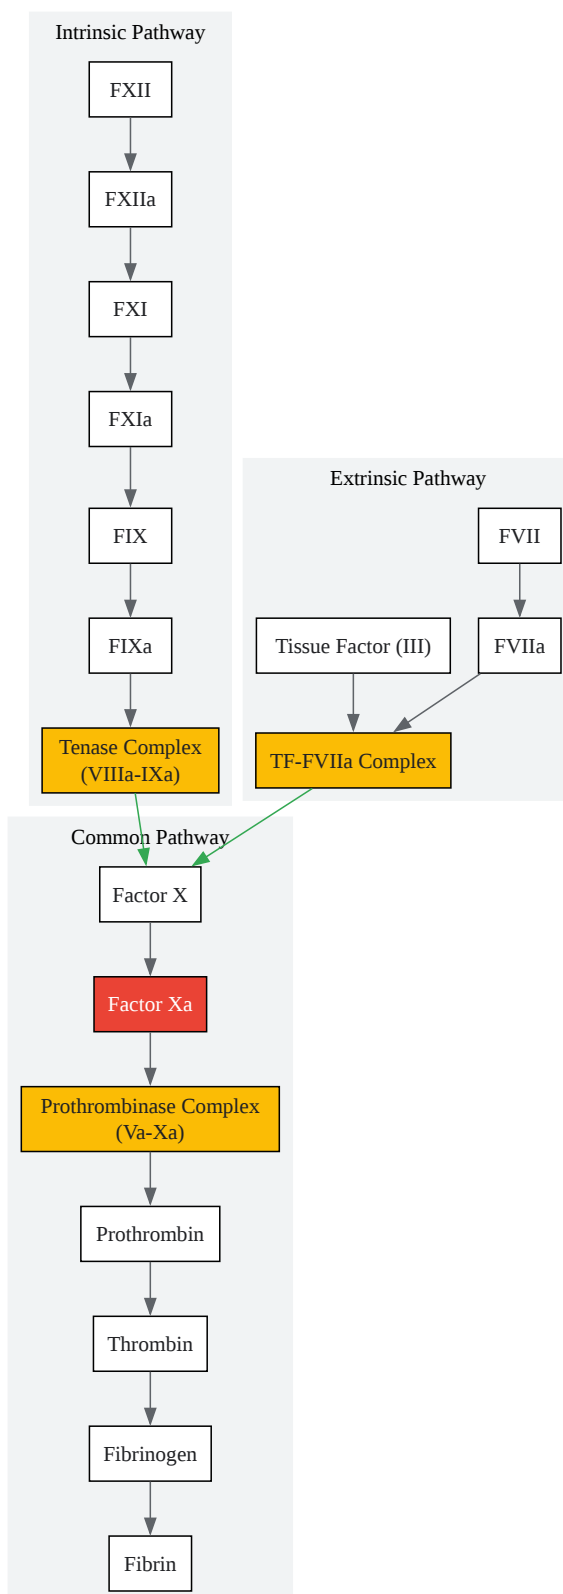 Intrinsic Pathway
FXII
FXIIa
FXI
FXIa
FIX
FIXa
Tenase Complex
(VIIIa-IXa)
Extrinsic Pathway
FVII
Tissue Factor (III)
FVIIa
TF-FVIIa Complex
Common Pathway
Factor X
Factor Xa
Prothrombinase Complex
(Va-Xa)
Prothrombin
Thrombin
Fibrinogen
Fibrin